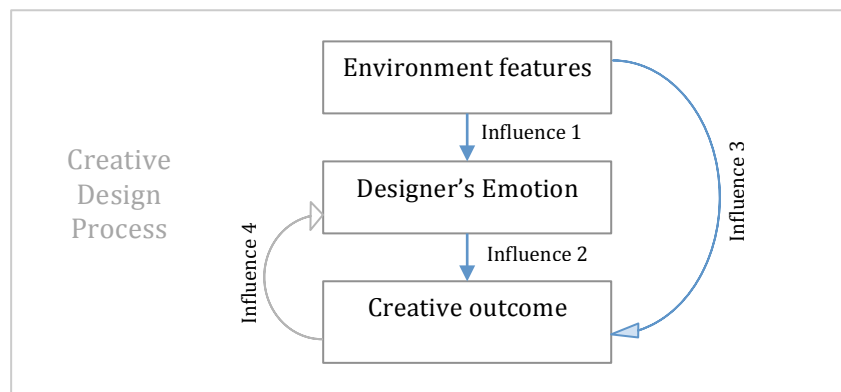 Environment features
Influence 1
Creative
Design
Process
Designer’s Emotion
Influence 3
Influence 4
Influence 2
Creative outcome